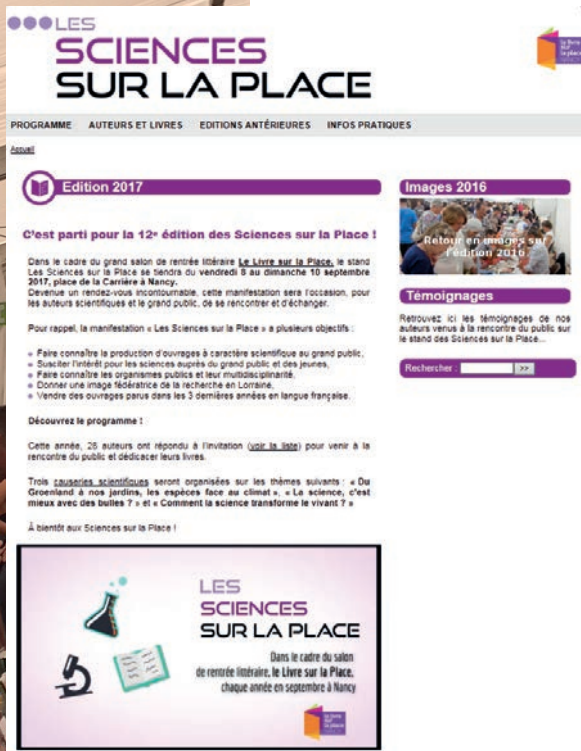 LES
SCIENCES
SUR LA PLACE
le livre
sur
la place
PROGRAMME AUTEURS ET LIVRES EDITIONS ANTÉRIEURES INFOS PRATIQUES
Accueil
Edition 2017
C'est parti pour la 12e édition des Sciences sur la Place !
Dans le cadre du grand salon de rentrée littéraire Le Livre sur la Place, le stand
Les Sciences sur la Place se tiendra du vendredi 8 au dimanche 10 septembre
2017, place de la Carrière à Nancy.
Devenue un rendez-vous incontournable, cette manifestation sera l'occasion, pour
les auteurs scientifiques et le grand public, de se rencontrer et d'échanger.
Pour rappel, la manifestation « Les Sciences sur la Place » a plusieurs objectifs :
Faire connaître la production d'ouvrages à caractère scientifique au grand public,
Susciter l'intérêt pour les sciences auprès du grand public et des jeunes,
Faire connaître les organismes publics et leur multidisciplinarité,
Donner une image fédératrice de la recherche en Lorraine,
Vendre des ouvrages parus dans les 3 dernières années en langue française.
Découvrez le programme !
Cette année, 26 auteurs ont répondu à l'invitation (voir la liste) pour venir à la
rencontre du public et dédicacer leurs livres.
Trois causeries scientifiques seront organisées sur les thèmes suivants : « Du
Groenland à nos jardins, les espèces face au climat », « La science, c'est
mieux avec des bulles ? » et « Comment la science transforme le vivant ? »
À bientôt aux Sciences sur la Place !
Images 2016
Retour en images sur
l'édition 2016
Témoignages
Retrouvez ici les témoignages de nos
auteurs venus à la rencontre du public sur
le stand des Sciences sur la Place...
Rechercher : >>
LES
SCIENCES
SUR LA PLACE
Dans le cadre du salon
de rentrée littéraire, le Livre sur la Place,
chaque année en septembre à Nancy
le livre
sur
la place